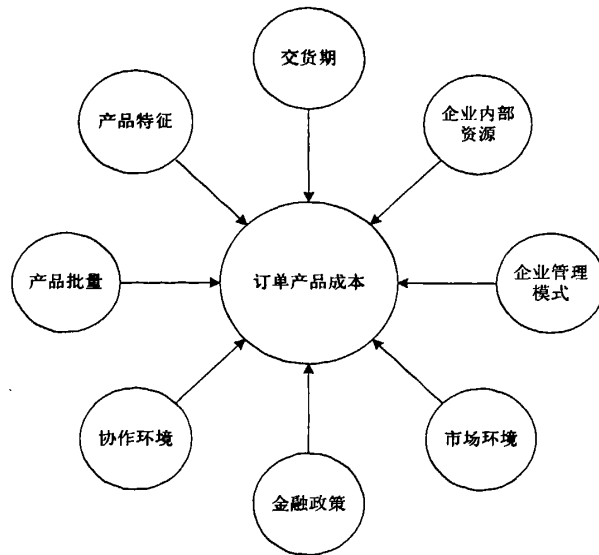 交货期
产品特征
企业内部
资源
产品批量
订单产品成本
企业管理
模式
协作环境
市场环境
金融政策